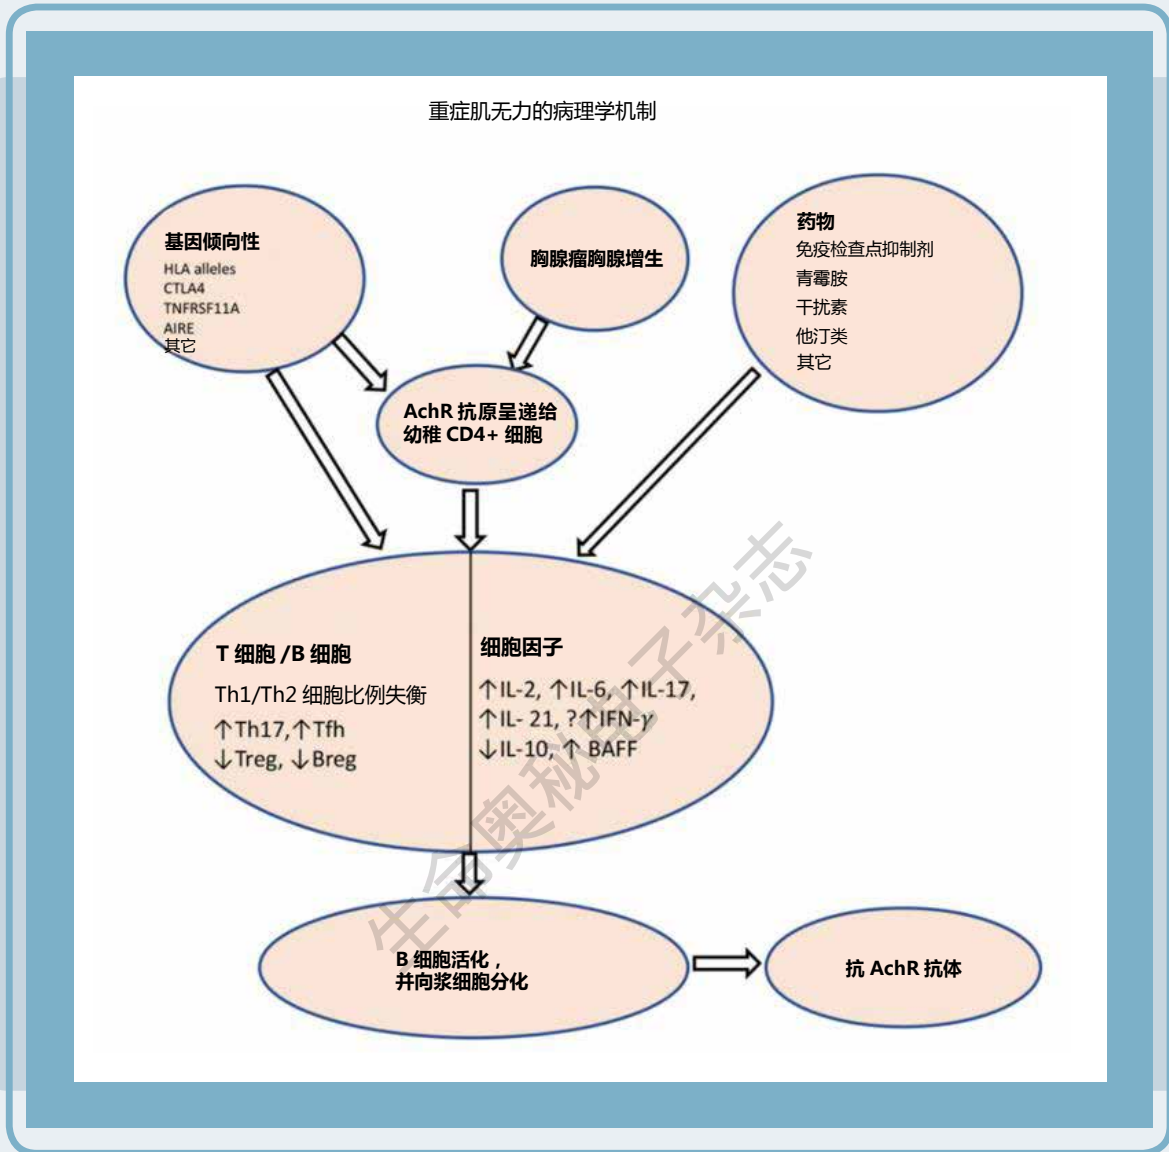 重症肌无力的病理学机制
基因倾向性
HLA alleles
CTLA4
TNFRSF11A
AIRE
其它
胸腺瘤胸腺增生
药物
免疫检查点抑制剂
青霉胺
干扰素
他汀类
其它
AchR 抗原呈递给
幼稚 CD4+ 细胞
T 细胞 /B 细胞
Th1/Th2 细胞比例失衡
↑Th17,↑Tfh
↓Treg, ↓Breg
细胞因子
↑IL-2, ↑IL-6, ↑IL-17,
↑IL- 21, ?↑IFN-γ
↓IL-10, ↑ BAFF
B 细胞活化，
并向浆细胞分化
抗 AchR 抗体
生命奥秘电子杂志